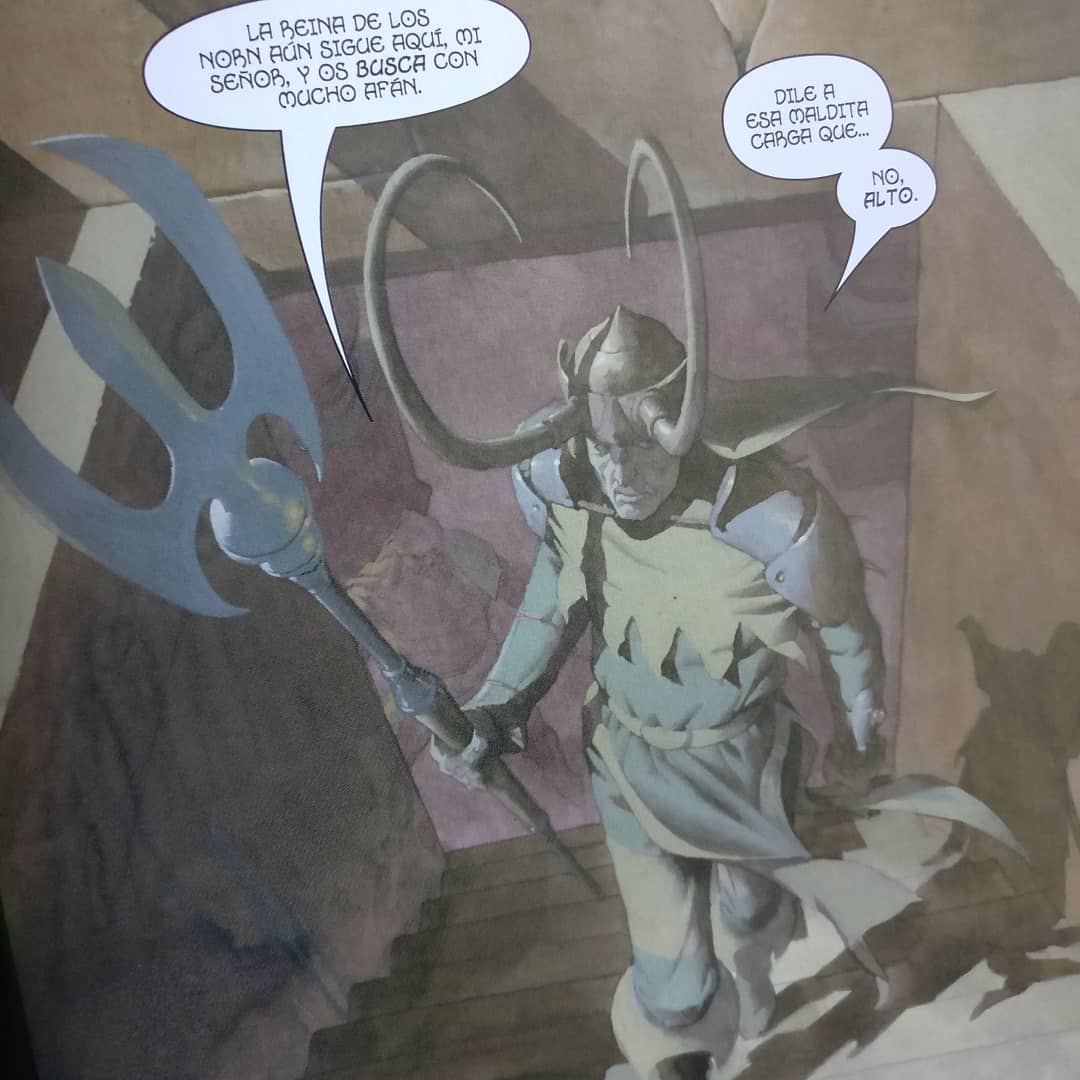 LA REINA DE LOS
NORN AÚN SIGUE AQUÍ, MI
SEÑOR, Y OS BUSCA CON
MUCHO AFÁN.
DILE A
ESA MALDITA
CARGA QUE...
NO,
ALTO.